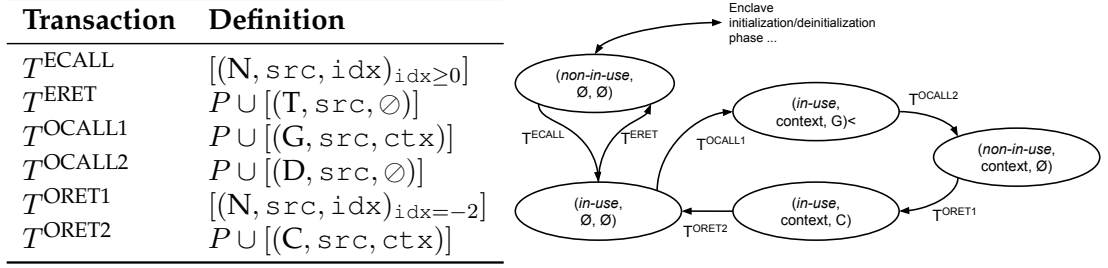 Transaction Definition
T^ECALL [(N, src, idx)_idx≥0]
T^ERET P ∪ [(T, src, ⊘)]
T^OCALL1 P ∪ [(G, src, ctx)]
T^OCALL2 P ∪ [(D, src, ⊘)]
T^ORET1 [(N, src, idx)_idx=−2]
T^ORET2 P ∪ [(C, src, ctx)]
Enclave
initialization/deinitialization
phase ...
(non-in-use,
Ø, Ø)
T^ECALL
T^ERET
T^OCALL1
(in-use,
context, G)<
T^OCALL2
(non-in-use,
context, Ø)
T^ORET1
(in-use,
context, C)
T^ORET2
(in-use,
Ø, Ø)